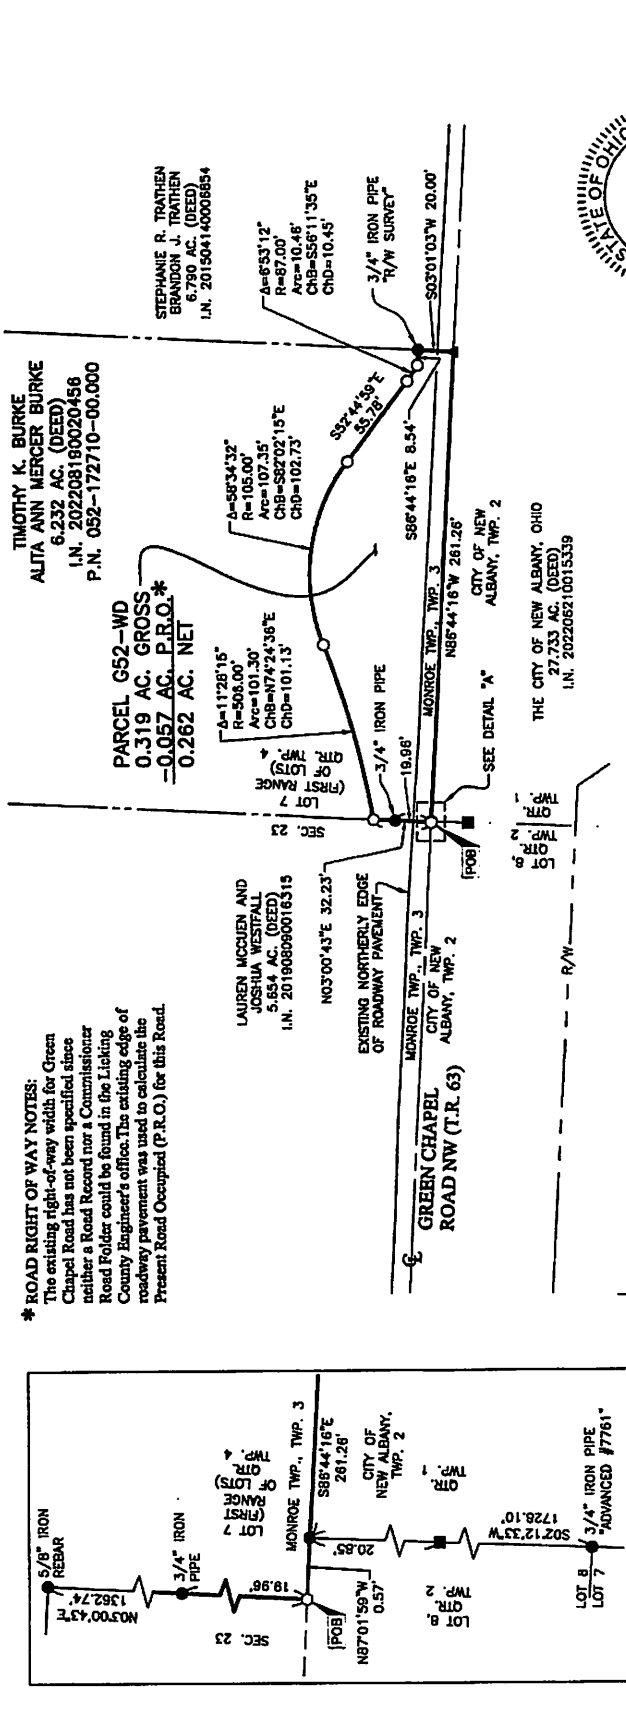 * ROAD RIGHT OF WAY NOTES:
The existing right-of-way width for Green
Chapel Road has not been specified since
neither a Road Record nor a Commissioner
Road Folder could be found in the Licking
County Engineer's office. The existing edge of
roadway pavement was used to calculate the
Present Road Occupied (P.R.O.) for this Road.
TIMOTHY K. BURKE
ALITA ANN MERCER BURKE
6.232 AC. (DEED)
I.N. 202208190020456
P.N. 052-172710-00.000
PARCEL G52-WD
0.319 AC. GROSS
-0.057 AC. P.R.O.*
0.262 AC. NET
STEPHANIE R. TRATHEN
BRANDON J. TRATHEN
6.790 AC. (DEED)
I.N. 201504140006854
Δ=11°28'15"
R=506.00'
Arc=101.30'
ChB=N74°24'36"E
ChD=101.13'
Δ=58°34'32"
R=105.00'
Arc=107.35'
ChB=S82°02'15"E
ChD=102.73'
Δ=6°53'12"
R=87.00'
Arc=10.46'
ChB=S56°11'35"E
ChD=10.45'
S52°44'59"E
55.78'
3/4" IRON PIPE
"R/W SURVEY"
S03°01'03"W 20.00'
S86°44'16"E 8.54'
LAUREN MCCUEN AND
JOSHUA WESTFALL
5.654 AC. (DEED)
I.N. 201908090016315
SEC. 23
LOT 7
(FIRST RANGE
OF LOTS)
QTR. 4
TWP.
3/4" IRON PIPE
19.96'
N03°00'43"E 32.23'
EXISTING NORTHERLY EDGE
OF ROADWAY PAVEMENT
MONROE TWP., TWP. 3
CITY OF NEW
ALBANY, TWP. 2
MONROE TWP., TWP. 3
N86°44'16"W 261.26'
CITY OF NEW
ALBANY, TWP. 2
GREEN CHAPEL
ROAD NW (T.R. 63)
POB
SEE DETAIL "A"
LOT 8,
QTR.
TWP. 2
QTR.
TWP. 1
THE CITY OF NEW ALBANY, OHIO
27.733 AC. (DEED)
I.N. 202206210015339
R/W
STATE OF OHIO
5/8" IRON
REBAR
N03°00'43"E
1362.74'
3/4" IRON
PIPE
SEC. 23
LOT 7
(FIRST
RANGE
OF LOTS)
QTR.
TWP. 4
19.96'
MONROE TWP., TWP. 3
S86°44'16"E
261.26'
CITY OF
NEW ALBANY,
TWP. 2
POB
N87°01'59"W
0.57'
20.85'
LOT 8,
QTR.
TWP. 2
QTR.
TWP. 1
S02°12'33"W
1726.10'
LOT 8
LOT 7
3/4" IRON PIPE
"ADVANCED #7761"